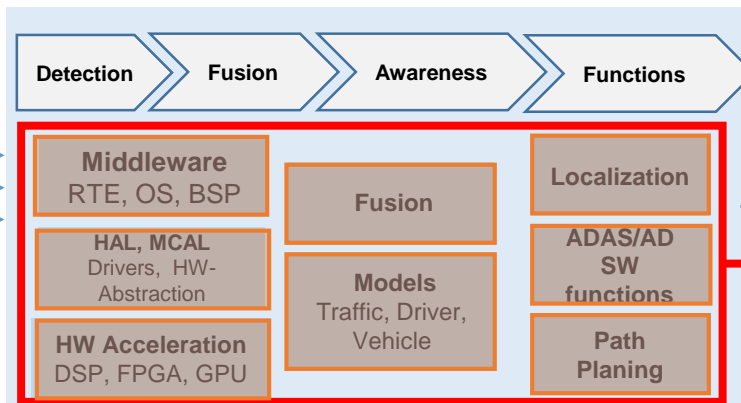 Detection
Fusion
Awareness
Functions
Middleware
RTE, OS, BSP
HAL, MCAL
Drivers, HW-
Abstraction
HW Acceleration
DSP, FPGA, GPU
Fusion
Models
Traffic, Driver,
Vehicle
Localization
ADAS/AD
SW
functions
Path
Planing